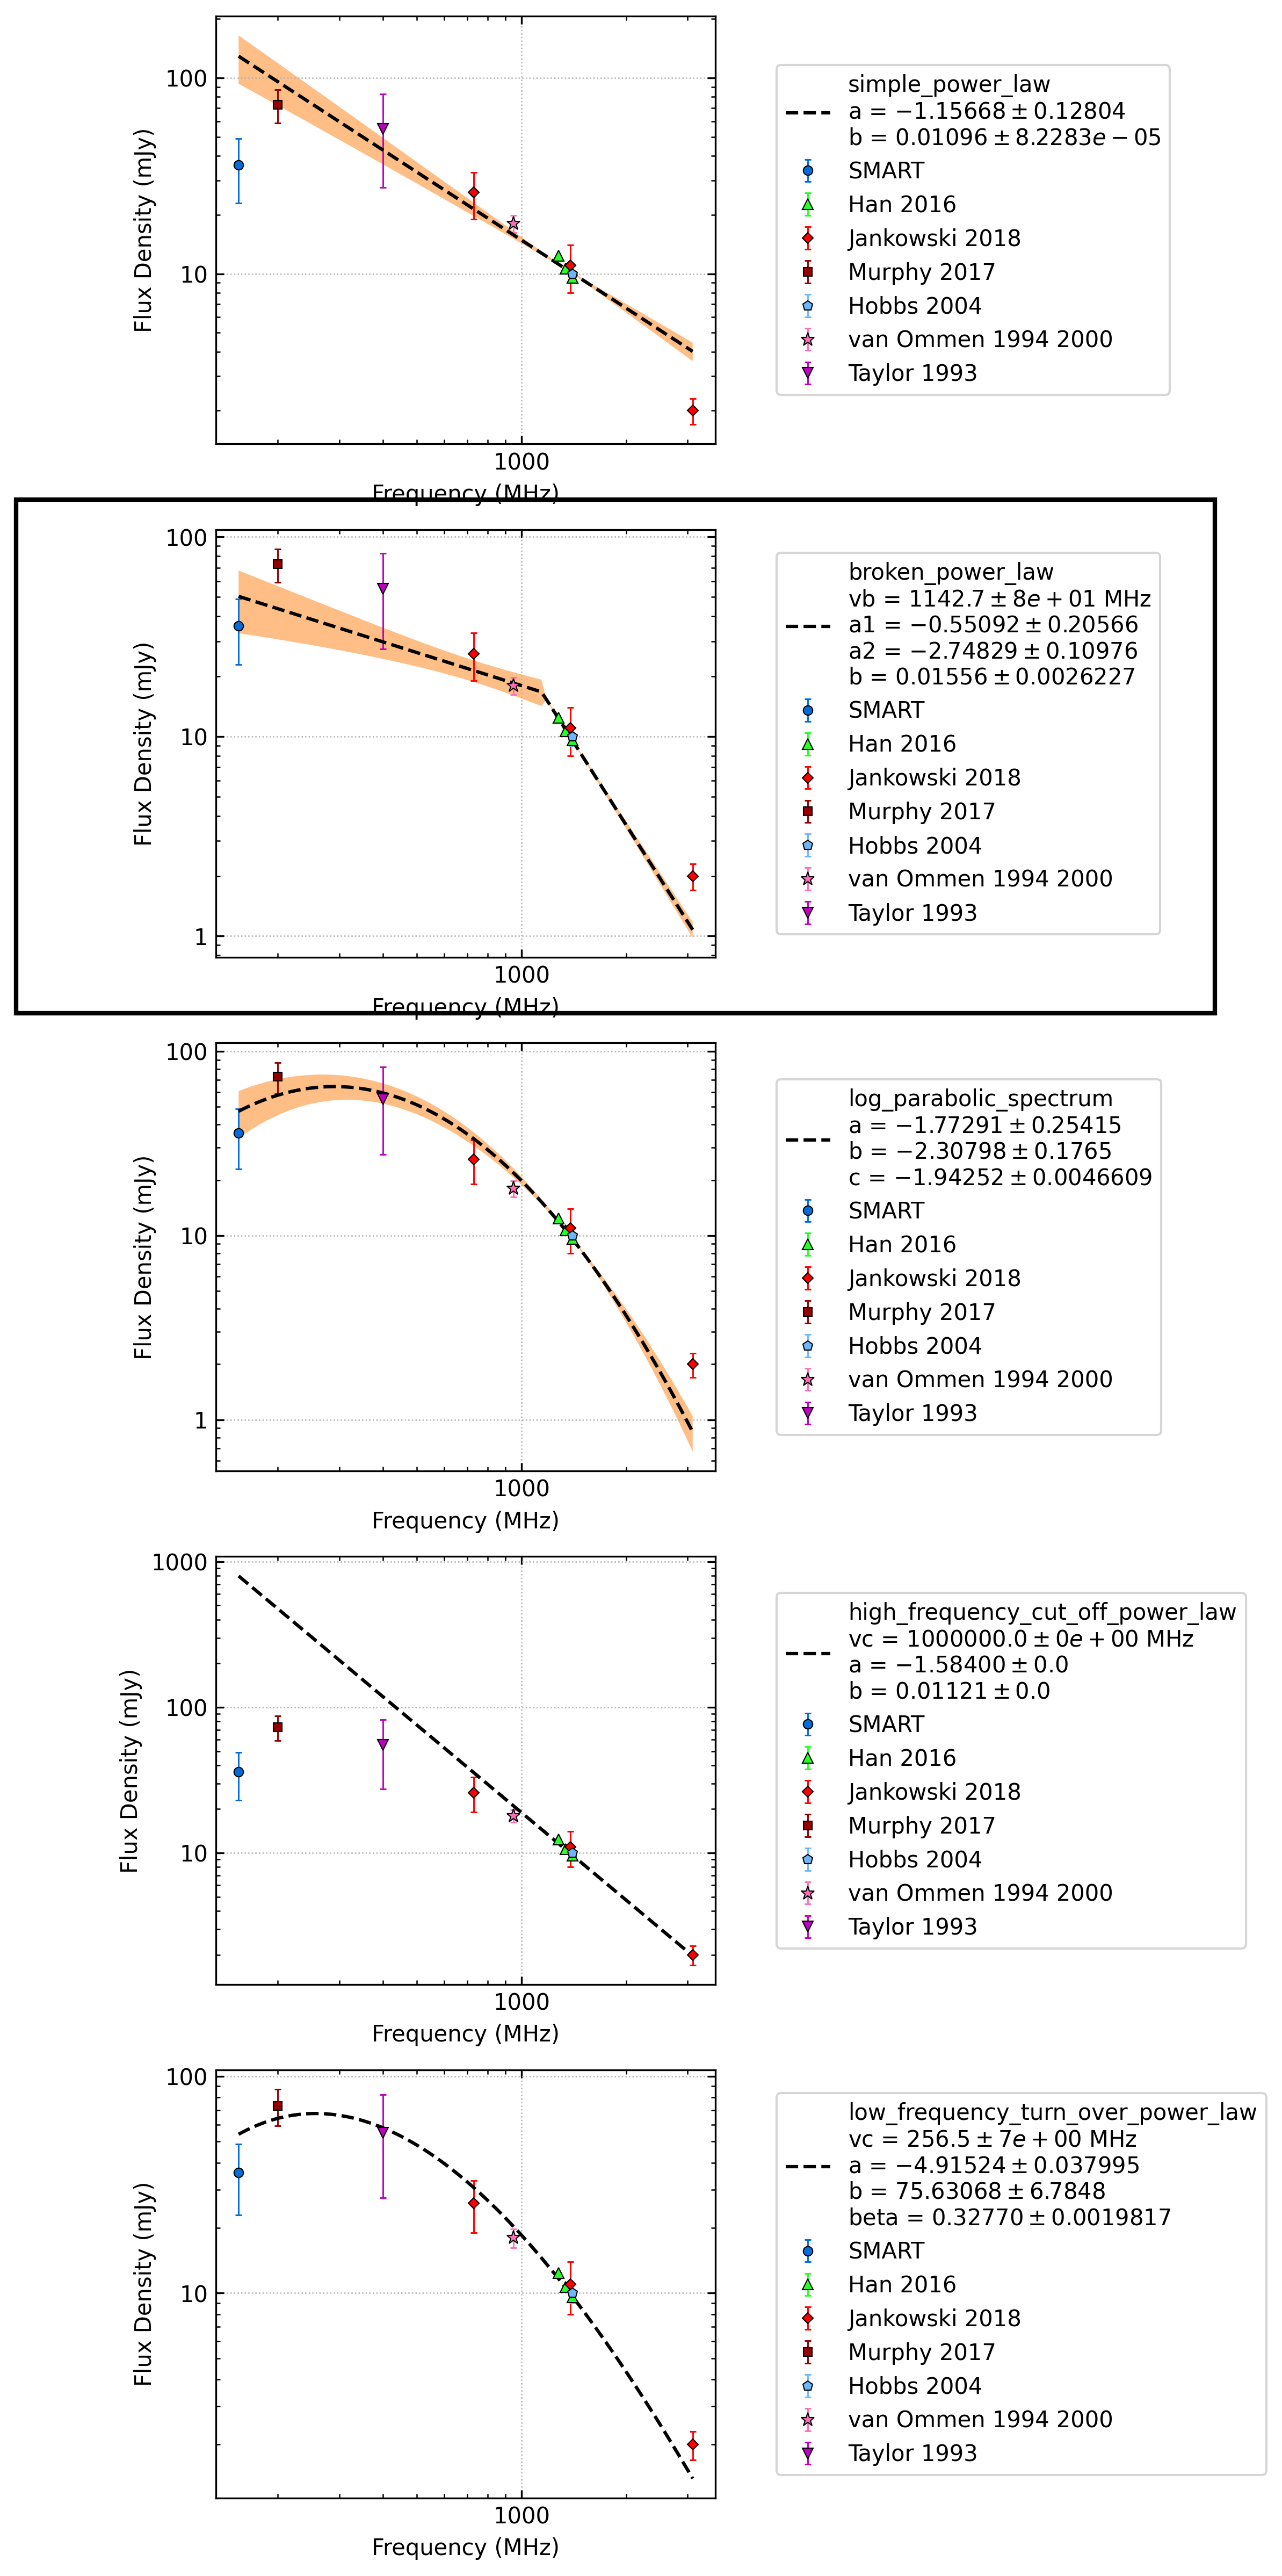 100
10
Flux Density (mJy)
1000
Frequency (MHz)
simple_power_law
a = −1.15668 ± 0.12804
b = 0.01096 ± 8.2283e − 05
SMART
Han 2016
Jankowski 2018
Murphy 2017
Hobbs 2004
van Ommen 1994 2000
Taylor 1993
100
10
1
Flux Density (mJy)
1000
Frequency (MHz)
broken_power_law
vb = 1142.7 ± 8e + 01 MHz
a1 = −0.55092 ± 0.20566
a2 = −2.74829 ± 0.10976
b = 0.01556 ± 0.0026227
SMART
Han 2016
Jankowski 2018
Murphy 2017
Hobbs 2004
van Ommen 1994 2000
Taylor 1993
100
10
1
Flux Density (mJy)
1000
Frequency (MHz)
log_parabolic_spectrum
a = −1.77291 ± 0.25415
b = −2.30798 ± 0.1765
c = −1.94252 ± 0.0046609
SMART
Han 2016
Jankowski 2018
Murphy 2017
Hobbs 2004
van Ommen 1994 2000
Taylor 1993
1000
100
10
Flux Density (mJy)
1000
Frequency (MHz)
high_frequency_cut_off_power_law
vc = 1000000.0 ± 0e + 00 MHz
a = −1.58400 ± 0.0
b = 0.01121 ± 0.0
SMART
Han 2016
Jankowski 2018
Murphy 2017
Hobbs 2004
van Ommen 1994 2000
Taylor 1993
100
10
Flux Density (mJy)
1000
Frequency (MHz)
low_frequency_turn_over_power_law
vc = 256.5 ± 7e + 00 MHz
a = −4.91524 ± 0.037995
b = 75.63068 ± 6.7848
beta = 0.32770 ± 0.0019817
SMART
Han 2016
Jankowski 2018
Murphy 2017
Hobbs 2004
van Ommen 1994 2000
Taylor 1993